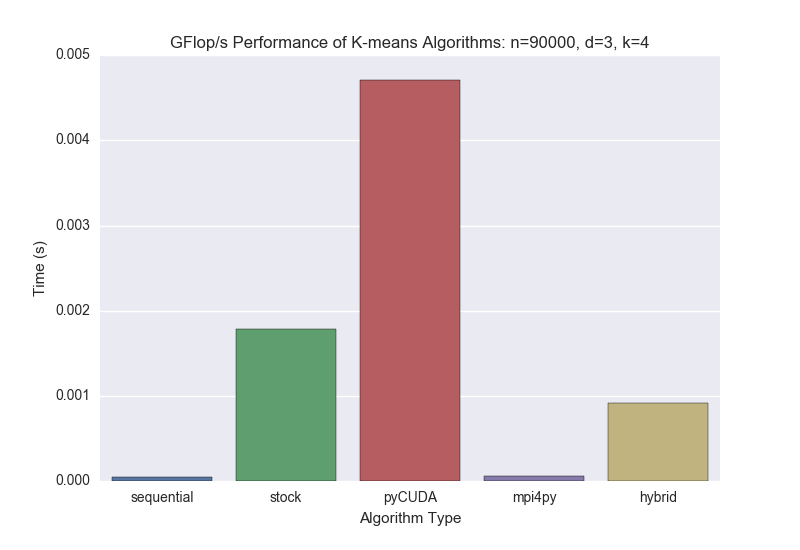 GFlop/s Performance of K-means Algorithms: n=90000, d=3, k=4
0.005
0.004
0.003
0.002
0.001
0.000
Time (s)
sequential stock pyCUDA mpi4py hybrid
Algorithm Type